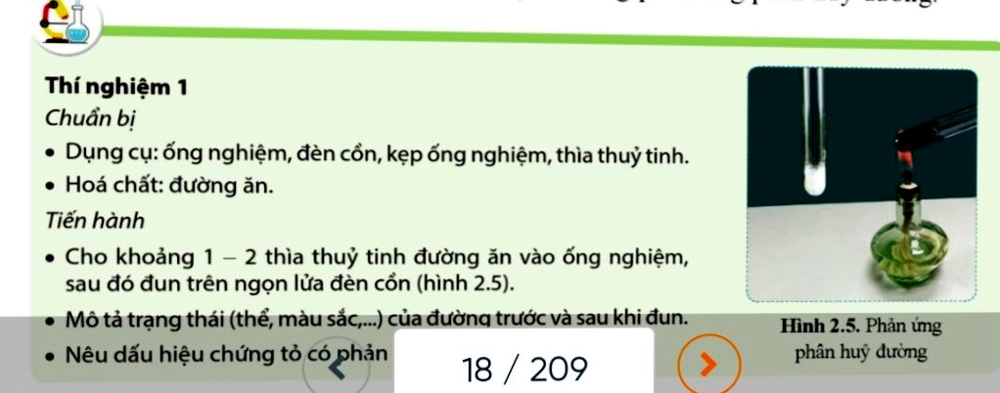 Thí nghiệm 1
Chuẩn bị
• Dụng cụ: ống nghiệm, đèn cồn, kẹp ống nghiệm, thìa thuỷ tinh.
• Hoá chất: đường ăn.
Tiến hành
• Cho khoảng 1 – 2 thìa thuỷ tinh đường ăn vào ống nghiệm,
sau đó đun trên ngọn lửa đèn cồn (hình 2.5).
• Mô tả trạng thái (thể, màu sắc,...) của đường trước và sau khi đun.
• Nêu dấu hiệu chứng tỏ có phản
Hình 2.5. Phản ứng
phân huỷ đường
18 / 209